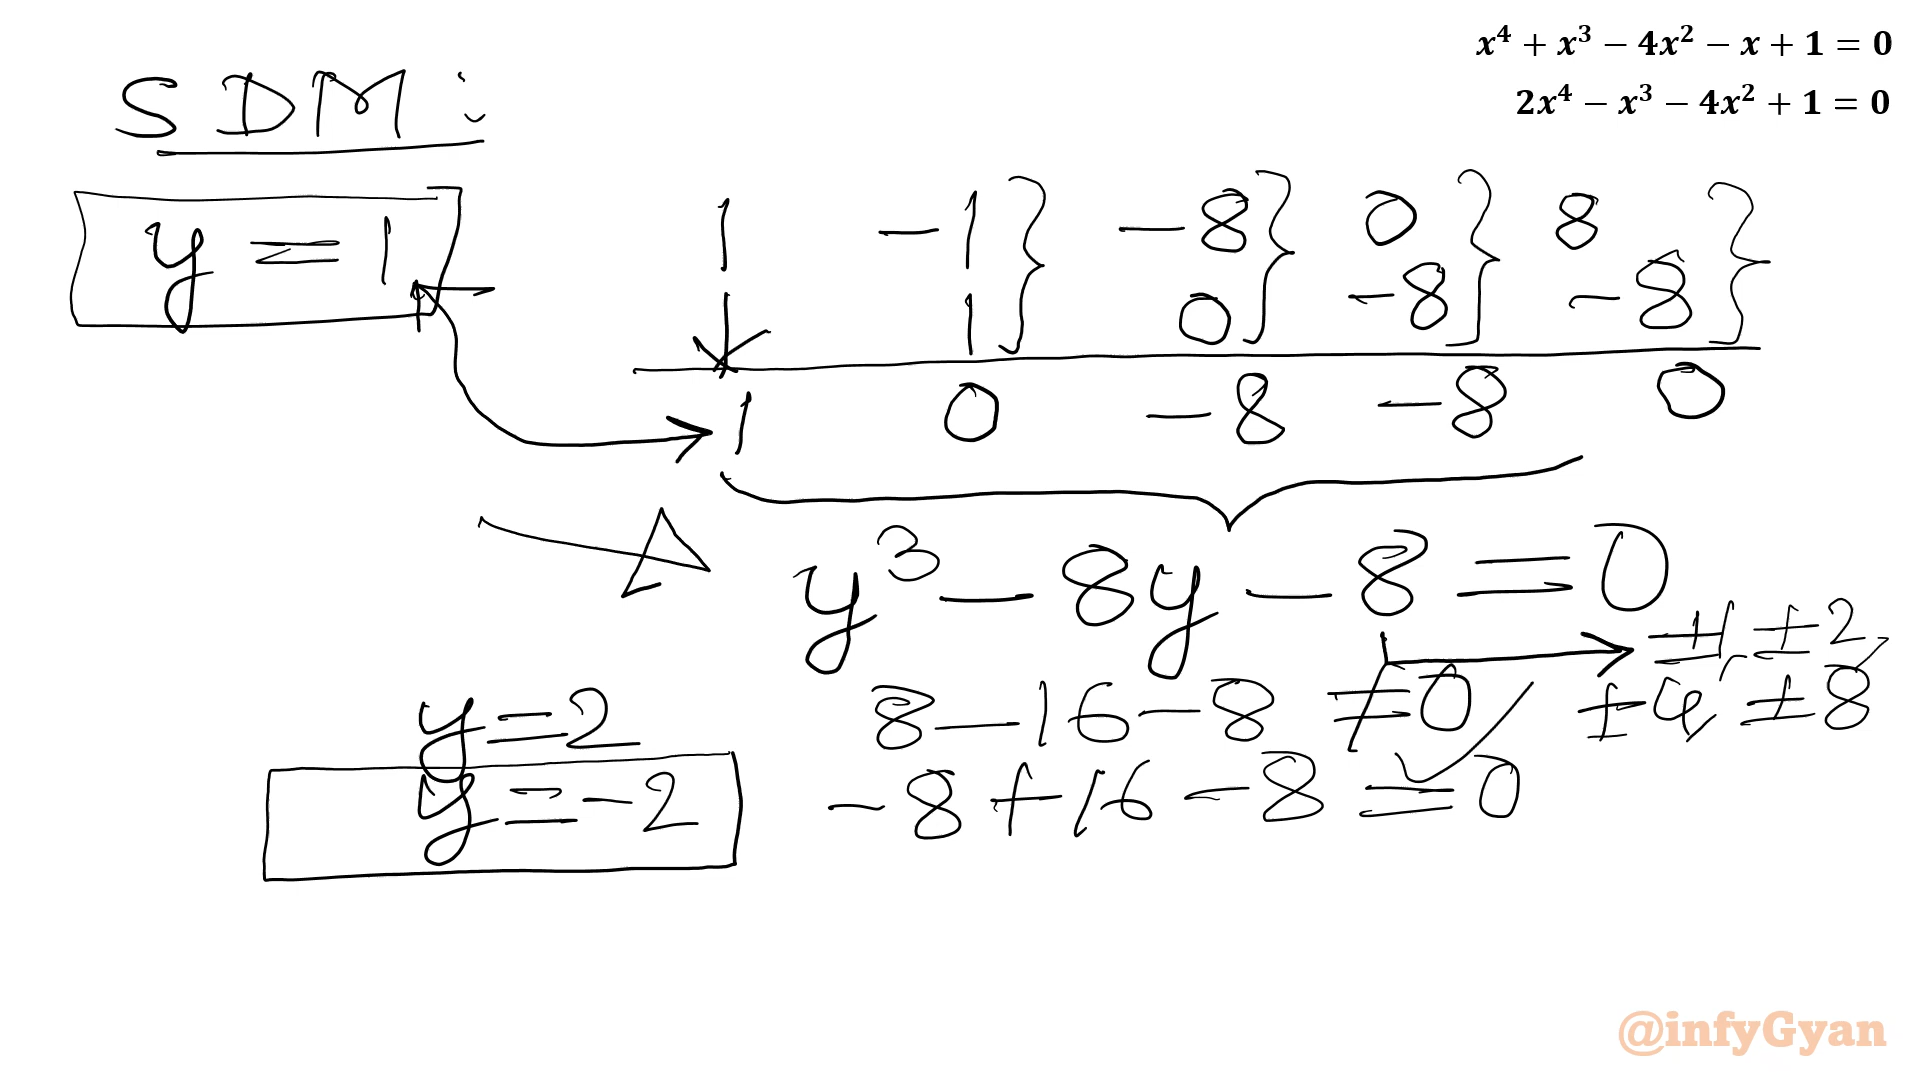 x⁴ + x³ − 4x² − x + 1 = 0
2x⁴ − x³ − 4x² + 1 = 0
SDM :
y = 1
1 −1 } −8 } 0 } 8 }
1 0 −8 −8
1 0 −8 −8 0
y³ − 8y − 8 = 0
±1, ±2,
±4, ±8
y = 2 8 − 16 − 8 ≠ 0
y = −2 −8 + 16 − 8 = 0
@infyGyan